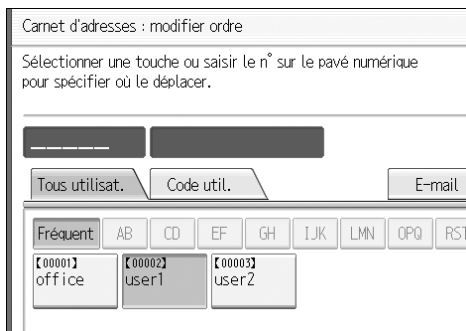 Carnet d'adresses : modifier ordre
Sélectionner une touche ou saisir le n° sur le pavé numérique
pour spécifier où le déplacer.
_____
Tous utilisat. Code util. E-mail
Fréquent AB CD EF GH IJK LMN OPQ RST
【00001】 【00002】 【00003】
office user1 user2